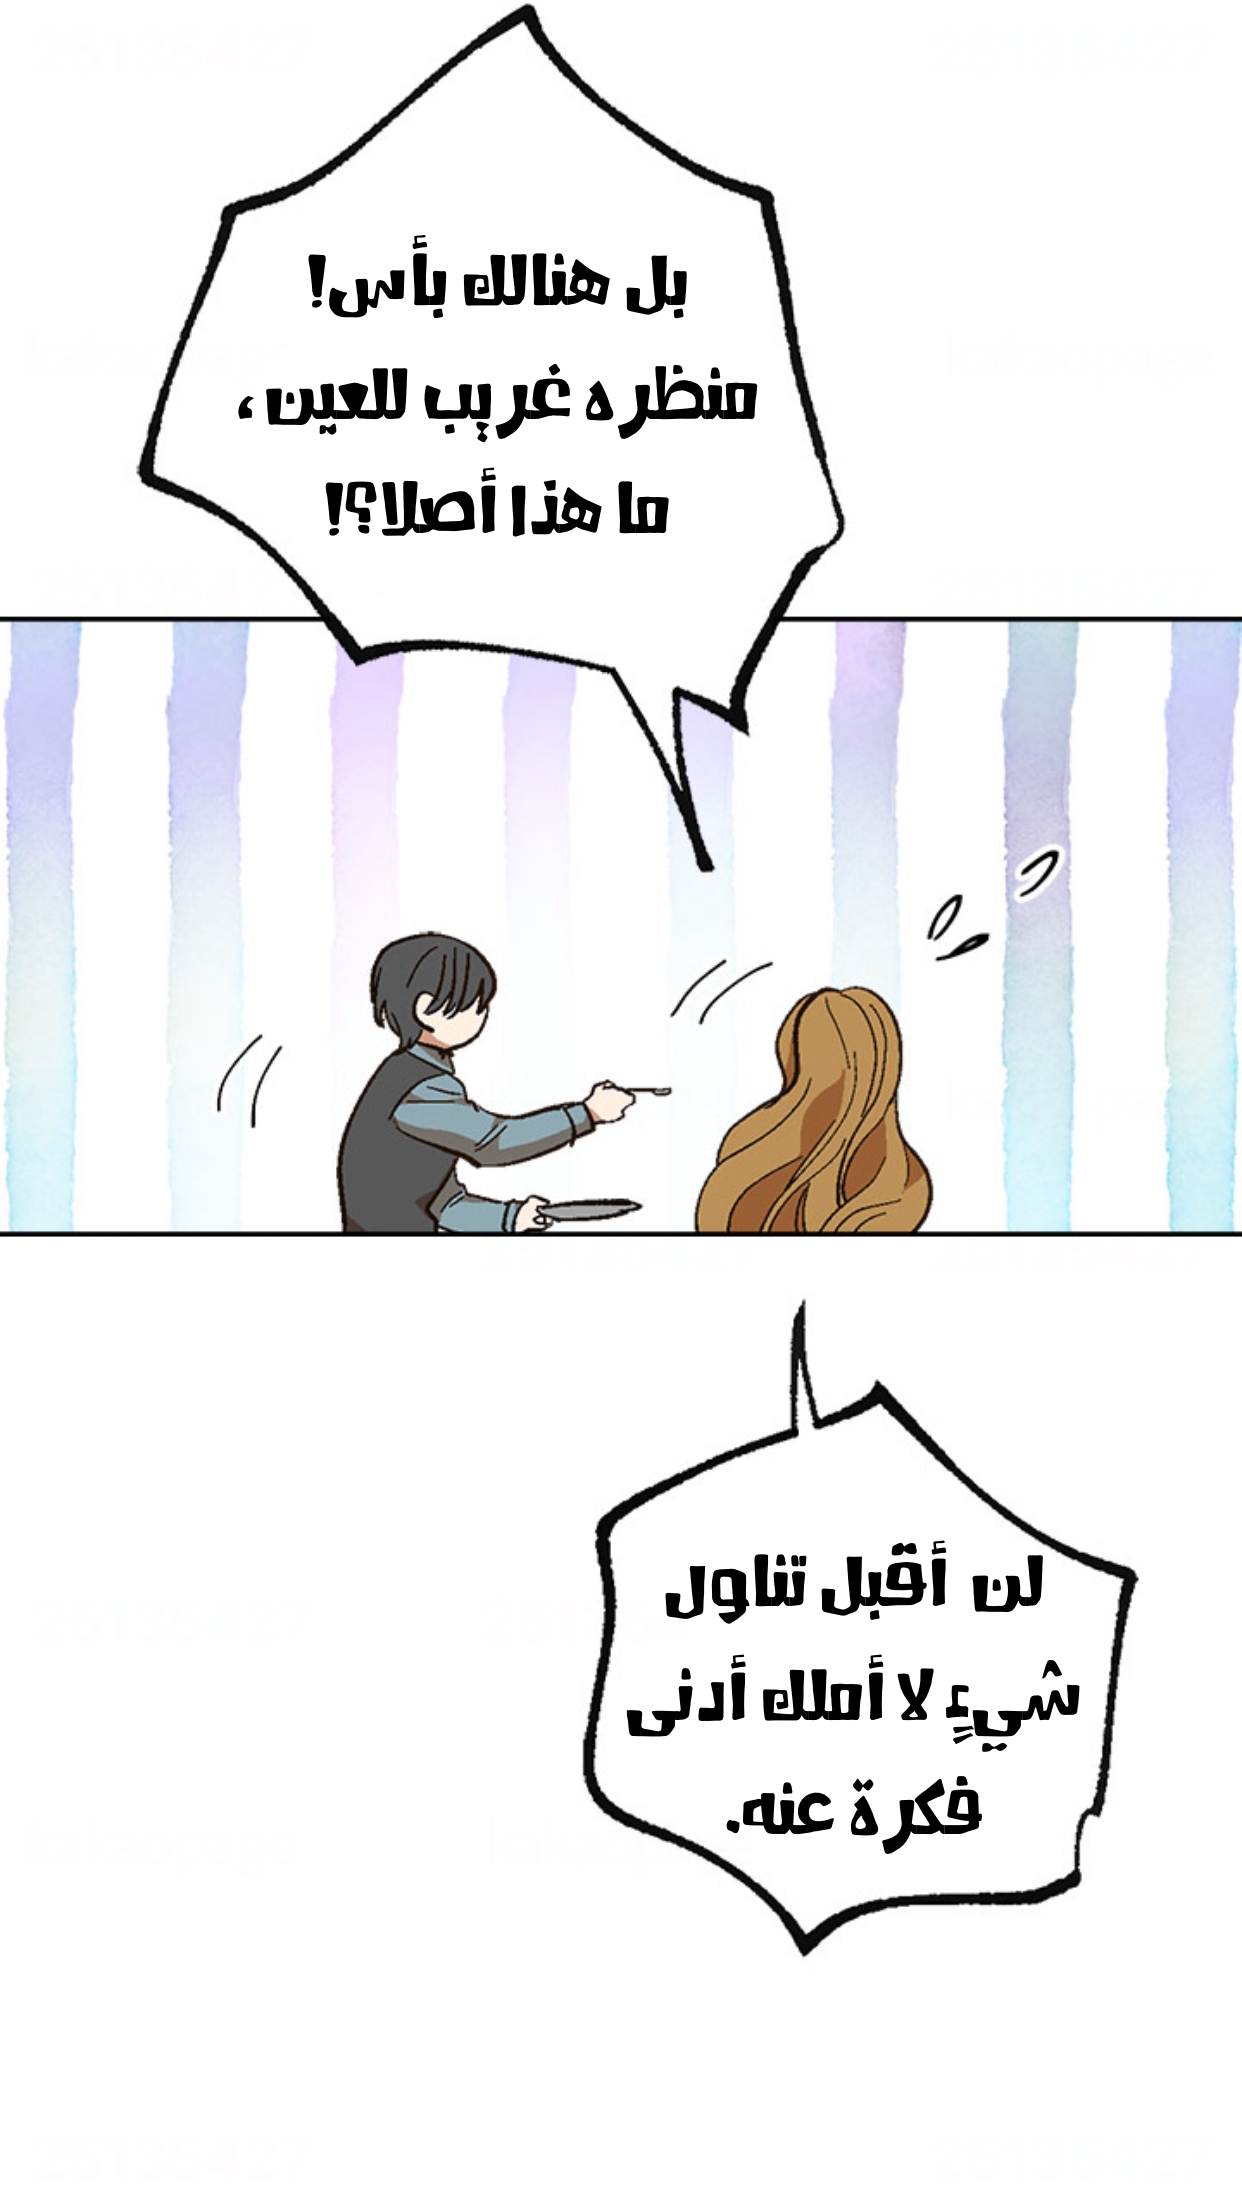 بل هنالك بأس!
منظره غريب للعين،
ما هذا أصلا؟!
لن أقبل تناول
شيءٍ لا أملك أدنى
فكرة عنه.